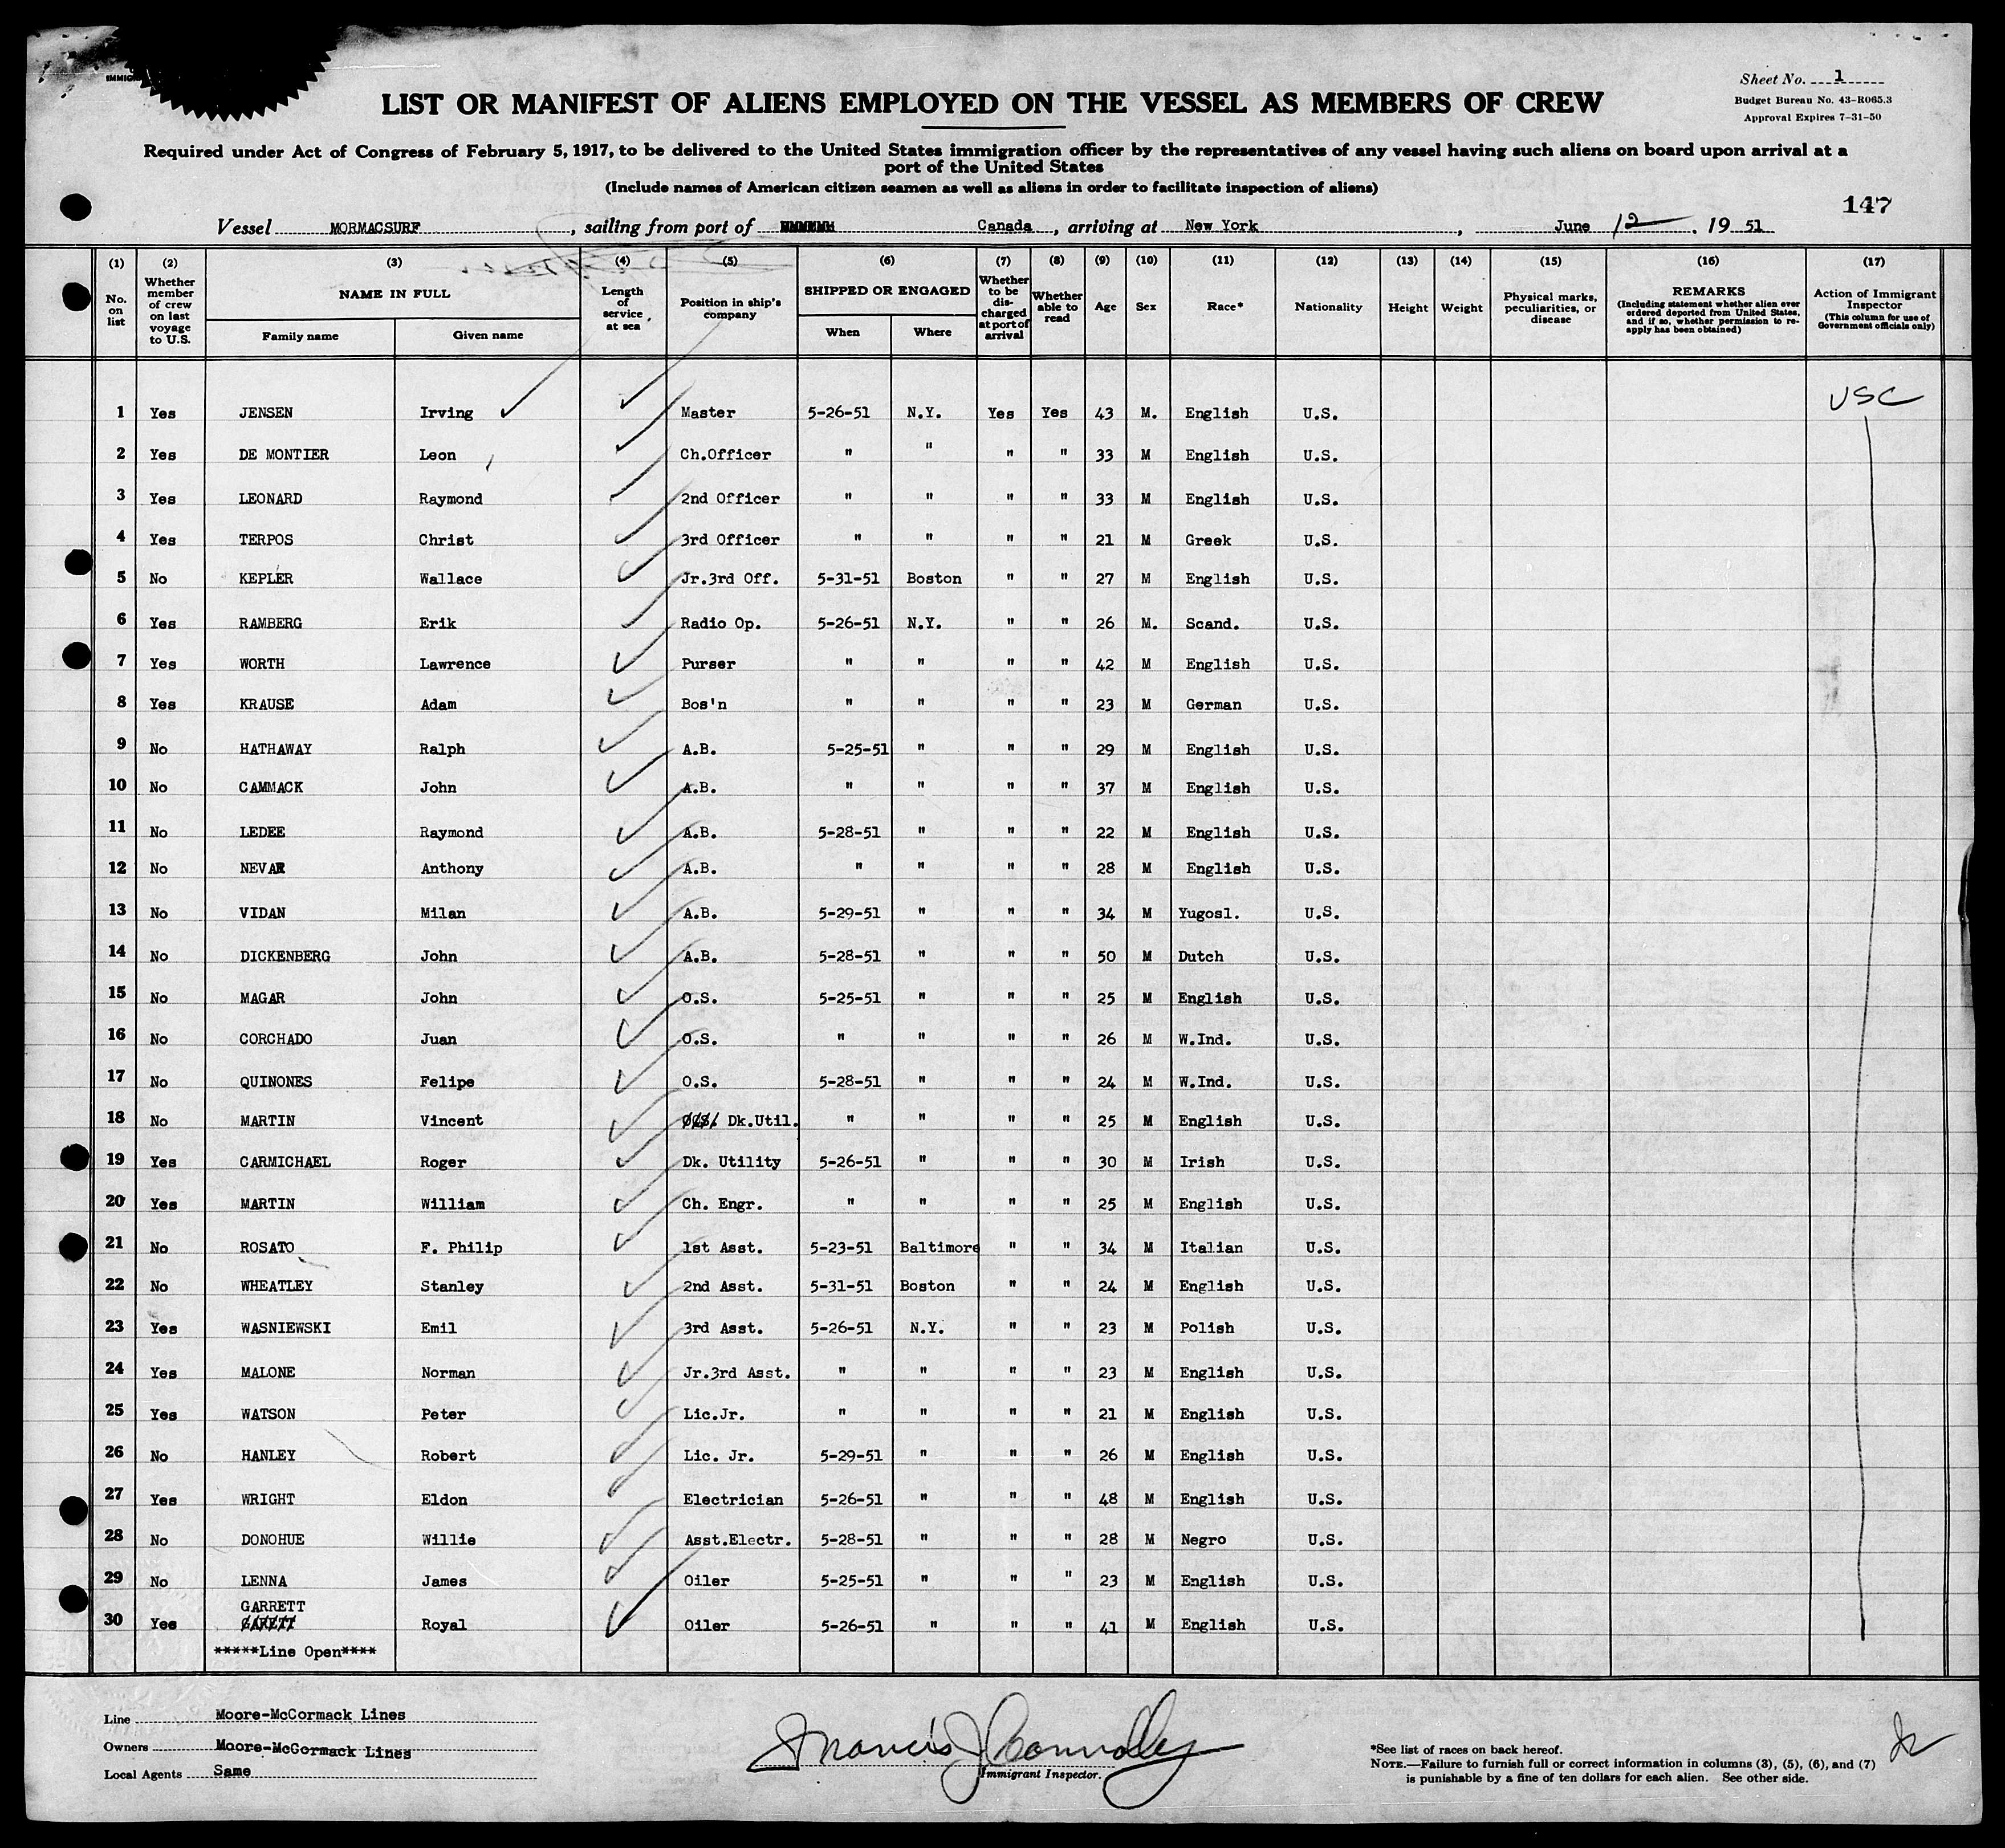 IMMIG
Sheet No. 1
LIST OR MANIFEST OF ALIENS EMPLOYED ON THE VESSEL AS MEMBERS OF CREW
Budget Bureau No. 43-R065.3
Approval Expires 7-31-50
Required under Act of Congress of February 5, 1917, to be delivered to the United States immigration officer by the representatives of any vessel having such aliens on board upon arrival at a
port of the United States
(Include names of American citizen seamen as well as aliens in order to facilitate inspection of aliens)
147
Vessel MORMACSURF, sailing from port of Canada, arriving at New York, June 12, 19 51
(1) No. on list (2) Whether member of crew on last voyage to U.S. (3) NAME IN FULL Family name Given name (4) Length of service at sea (5) Position in ship's company (6) SHIPPED OR ENGAGED When Where (7) Whether to be discharged at port of arrival (8) Whether able to read (9) Age (10) Sex (11) Race* (12) Nationality (13) Height (14) Weight (15) Physical marks, peculiarities, or disease (16) REMARKS (Including statement whether alien ever ordered deported from United States, and if so, whether permission to reapply has been obtained) (17) Action of Immigrant Inspector (This column for use of Government officials only)
1 Yes JENSEN Irving Master 5-26-51 N.Y. Yes Yes 43 M. English U.S. USC
2 Yes DE MONTIER Leon Ch.Officer " " " " 33 M English U.S.
3 Yes LEONARD Raymond 2nd Officer " " " " 33 M English U.S.
4 Yes TERPOS Christ 3rd Officer " " " " 21 M Greek U.S.
5 No KEPLER Wallace Jr.3rd Off. 5-31-51 Boston " " 27 M English U.S.
6 Yes RAMBERG Erik Radio Op. 5-26-51 N.Y. " " 26 M. Scand. U.S.
7 Yes WORTH Lawrence Purser " " " " 42 M English U.S.
8 Yes KRAUSE Adam Bos'n " " " " 23 M German U.S.
9 No HATHAWAY Ralph A.B. 5-25-51 " " " 29 M English U.S.
10 No CAMMACK John A.B. " " " " 37 M English U.S.
11 No LEDEE Raymond A.B. 5-28-51 " " " 22 M English U.S.
12 No NEVAR Anthony A.B. " " " " 28 M English U.S.
13 No VIDAN Milan A.B. 5-29-51 " " " 34 M Yugosl. U.S.
14 No DICKENBERG John A.B. 5-28-51 " " " 50 M Dutch U.S.
15 No MAGAR John O.S. 5-25-51 " " " 25 M English U.S.
16 No CORCHADO Juan O.S. " " " " 26 M W.Ind. U.S.
17 No QUINONES Felipe O.S. 5-28-51 " " " 24 M W.Ind. U.S.
18 No MARTIN Vincent O.S. Dk.Util. " " " " 25 M English U.S.
19 Yes CARMICHAEL Roger Dk. Utility 5-26-51 " " " 30 M Irish U.S.
20 Yes MARTIN William Ch. Engr. " " " " 25 M English U.S.
21 No ROSATO F. Philip 1st Asst. 5-23-51 Baltimore " " 34 M Italian U.S.
22 No WHEATLEY Stanley 2nd Asst. 5-31-51 Boston " " 24 M English U.S.
23 Yes WASNIEWSKI Emil 3rd Asst. 5-26-51 N.Y. " " 23 M Polish U.S.
24 Yes MALONE Norman Jr.3rd Asst. " " " " 23 M English U.S.
25 Yes WATSON Peter Lic.Jr. " " " " 21 M English U.S.
26 No HANLEY Robert Lic. Jr. 5-29-51 " " " 26 M English U.S.
27 Yes WRIGHT Eldon Electrician 5-26-51 " " " 48 M English U.S.
28 No DONOHUE Willie Asst.Electr. 5-28-51 " " " 28 M Negro U.S.
29 No LENNA James Oiler 5-25-51 " " " 23 M English U.S.
GARRETT
30 Yes GARETT Royal Oiler 5-26-51 " " " 41 M English U.S.
*****Line Open****
Line Moore-McCormack Lines
Owners Moore-McCormack Lines
Local Agents Same
Francis J Connolly
Immigrant Inspector.
*See list of races on back hereof.
NOTE.—Failure to furnish full or correct information in columns (3), (5), (6), and (7)
is punishable by a fine of ten dollars for each alien. See other side.